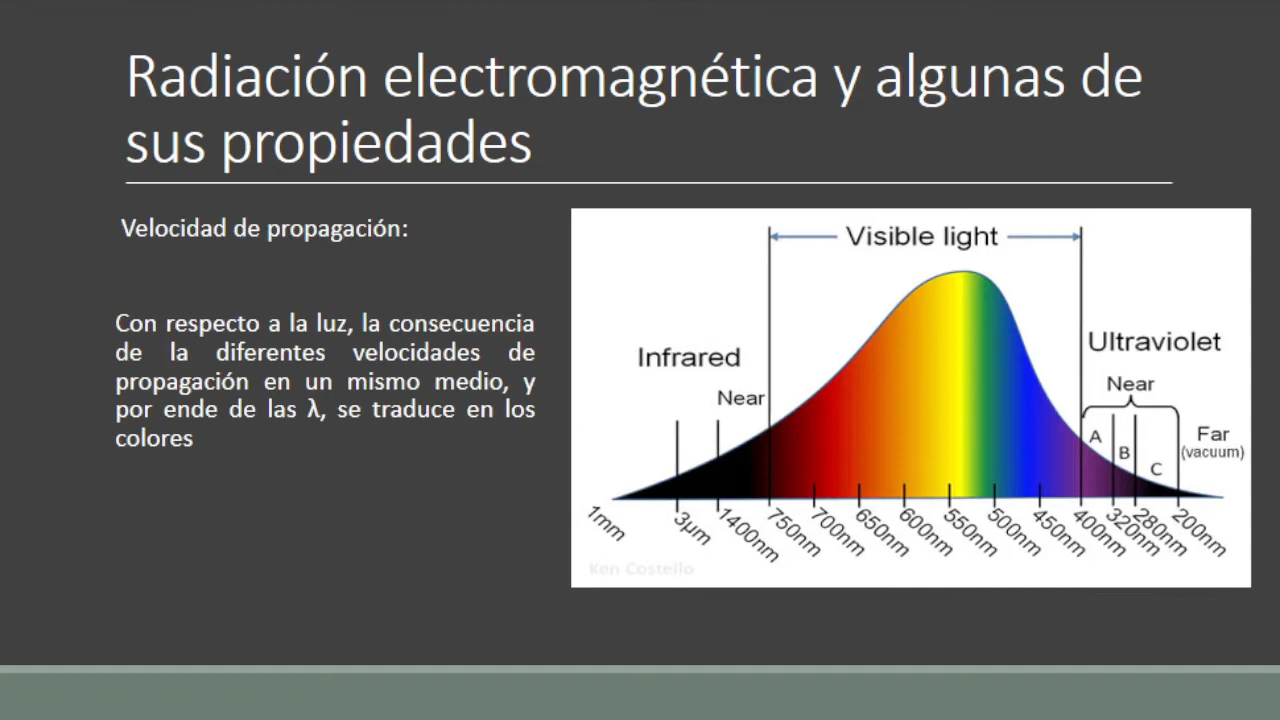 Radiación electromagnética y algunas de
sus propiedades
Velocidad de propagación:
Con respecto a la luz, la consecuencia
de la diferentes velocidades de
propagación en un mismo medio, y
por ende de las λ, se traduce en los
colores
Visible light
Infrared
Near
Ultraviolet
Near
A
B
C
Far
(vacuum)
1mm
3µm
1400nm
750nm
700nm
650nm
600nm
550nm
500nm
450nm
400nm
320nm
280nm
200nm
Ken Costello